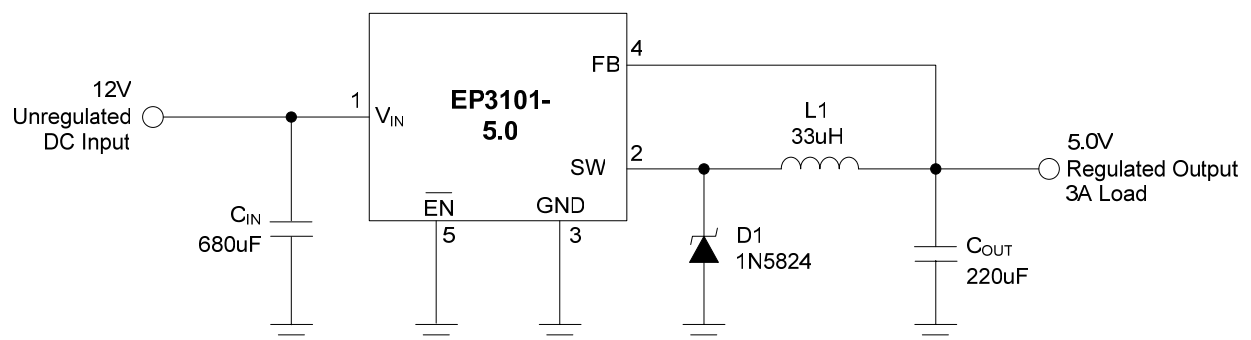 12V
Unregulated
DC Input
1
V_IN
EP3101-
5.0
FB
4
SW
2
EN
5
GND
3
C_IN
680uF
L1
33uH
5.0V
Regulated Output
3A Load
D1
1N5824
C_OUT
220uF